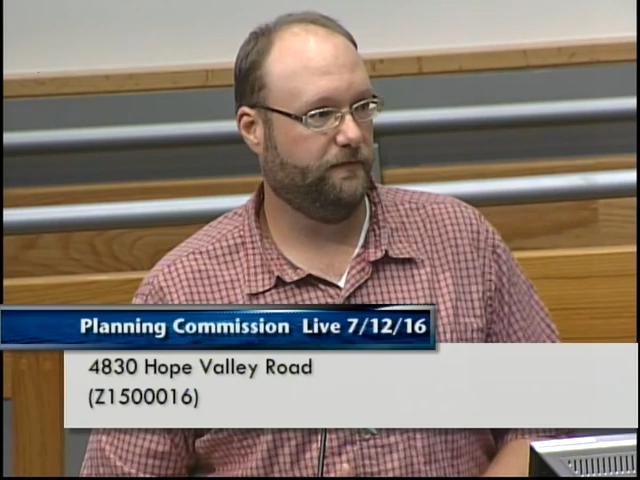 Planning Commission Live 7/12/16
4830 Hope Valley Road
(Z1500016)